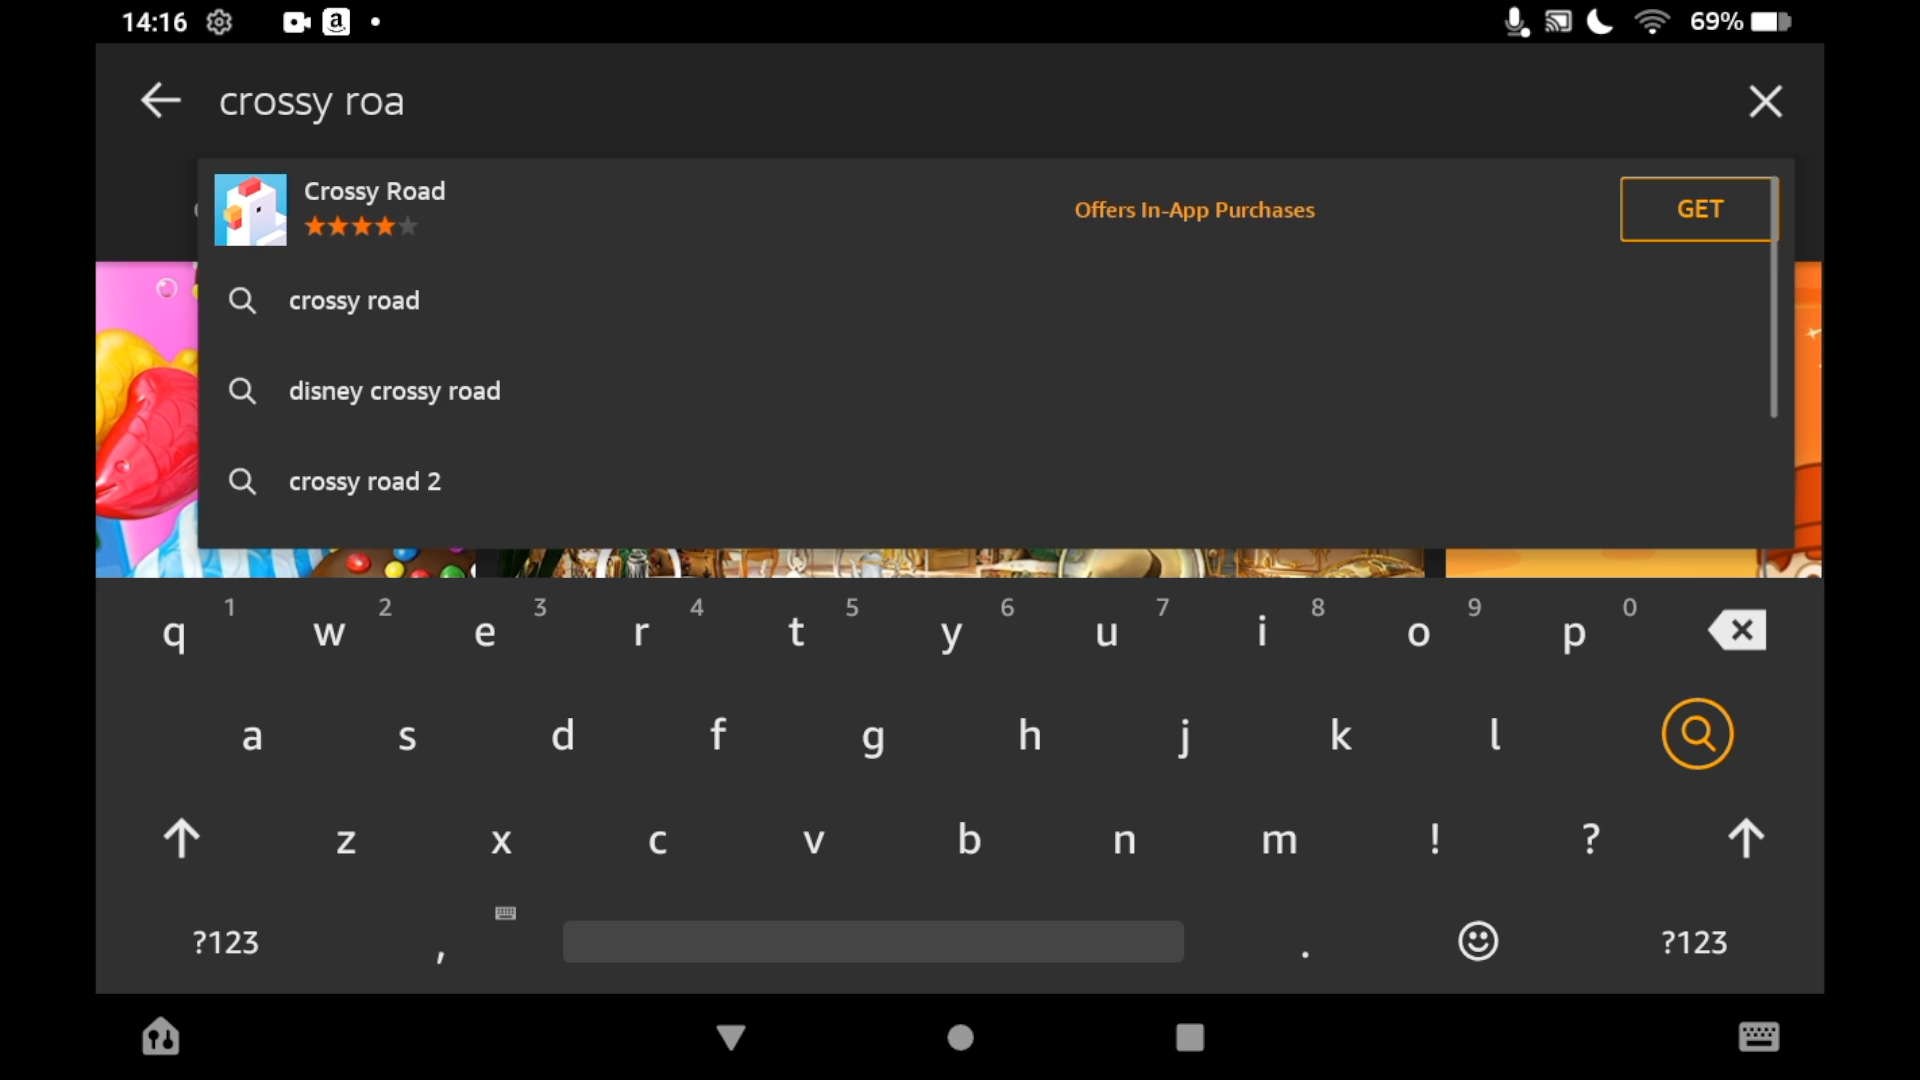 14:16
69%
crossy roa
Crossy Road
Offers In-App Purchases
GET
crossy road
disney crossy road
crossy road 2
1 2 3 4 5 6 7 8 9 0
q w e r t y u i o p
a s d f g h j k l
z x c v b n m ! ?
?123 , . ?123